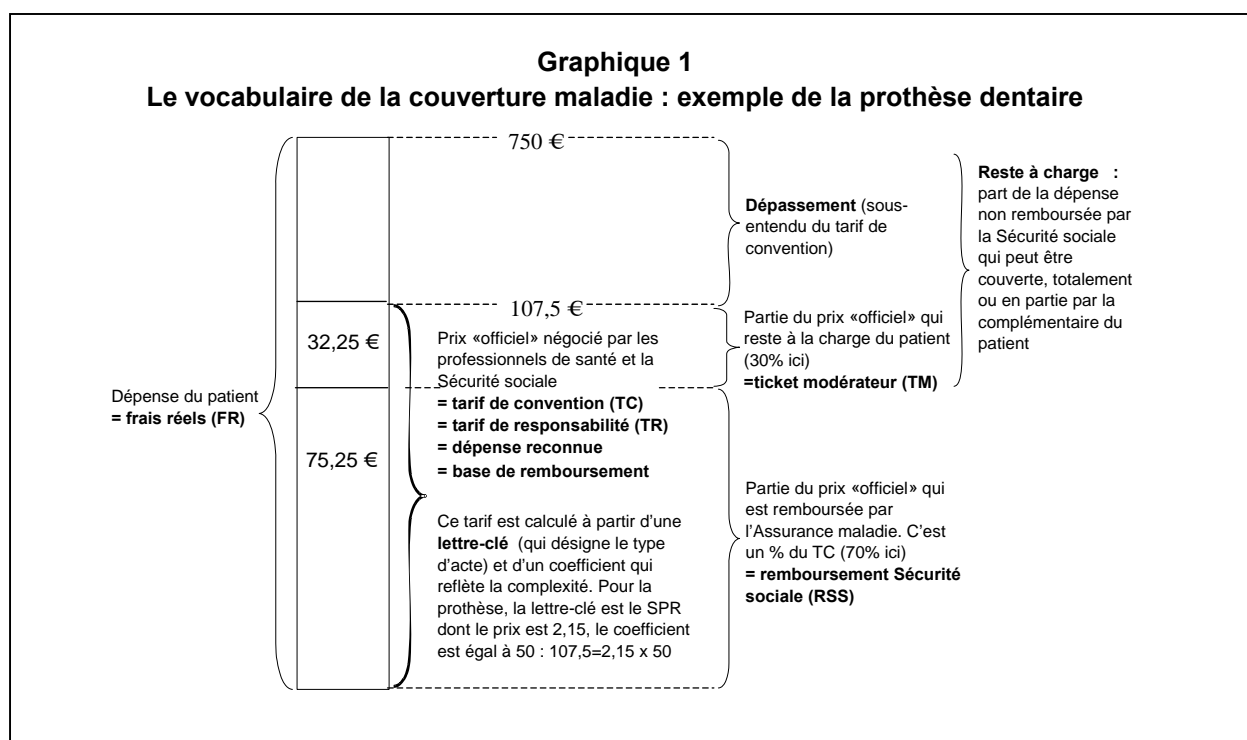 Graphique 1
Le vocabulaire de la couverture maladie : exemple de la prothèse dentaire
Dépense du patient
= frais réels (FR)
32,25 €
75,25 €
750 €
107,5 €
Prix «officiel» négocié par les
professionnels de santé et la
Sécurité sociale
= tarif de convention (TC)
= tarif de responsabilité (TR)
= dépense reconnue
= base de remboursement
Ce tarif est calculé à partir d’une
lettre-clé (qui désigne le type
d’acte) et d’un coefficient qui
reflète la complexité. Pour la
prothèse, la lettre-clé est le SPR
dont le prix est 2,15, le coefficient
est égal à 50 : 107,5=2,15 x 50
Dépassement (sous-
entendu du tarif de
convention)
Partie du prix «officiel» qui
reste à la charge du patient
(30% ici)
=ticket modérateur (TM)
Partie du prix «officiel» qui
est remboursée par
l’Assurance maladie. C’est
un % du TC (70% ici)
= remboursement Sécurité
sociale (RSS)
Reste à charge :
part de la dépense
non remboursée par
la Sécurité sociale
qui peut être
couverte, totalement
ou en partie par la
complémentaire du
patient